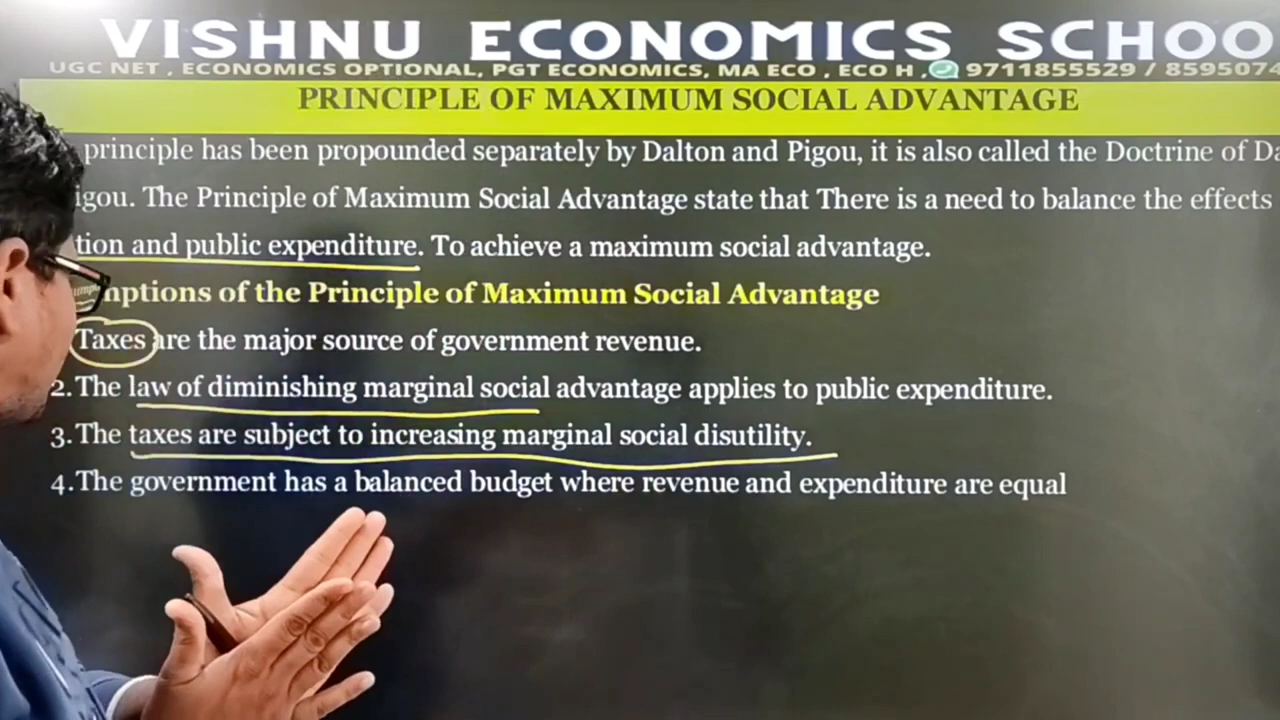 VISHNU ECONOMICS SCHOO
UGC NET , ECONOMICS OPTIONAL, PGT ECONOMICS, MA ECO , ECO H , 9711855529 / 8595074
PRINCIPLE OF MAXIMUM SOCIAL ADVANTAGE
principle has been propounded separately by Dalton and Pigou, it is also called the Doctrine of Da
igou. The Principle of Maximum Social Advantage state that There is a need to balance the effects
tion and public expenditure. To achieve a maximum social advantage.
mptions of the Principle of Maximum Social Advantage
Taxes are the major source of government revenue.
2. The law of diminishing marginal social advantage applies to public expenditure.
3. The taxes are subject to increasing marginal social disutility.
4. The government has a balanced budget where revenue and expenditure are equal